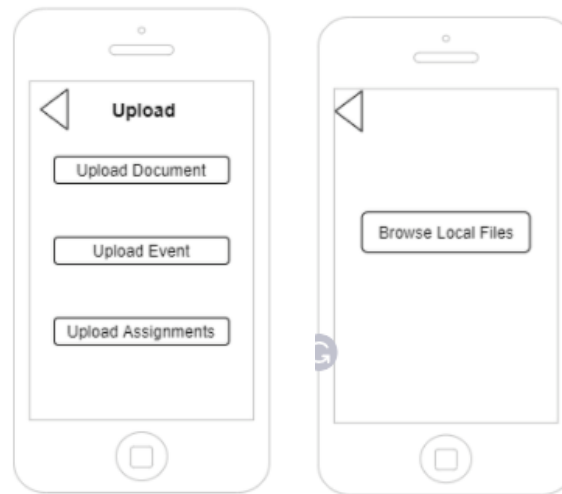 Upload
Upload Document
Upload Event
Upload Assignments
Browse Local Files